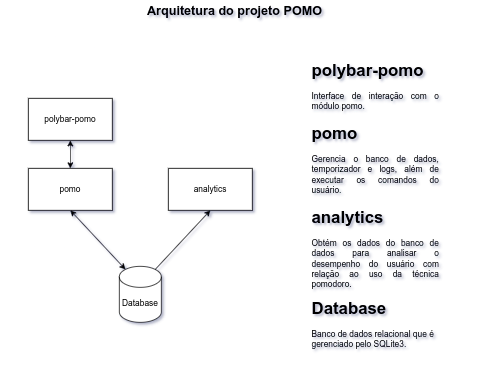 Arquitetura do projeto POMO
polybar-pomo
pomo
analytics
Database
polybar-pomo
Interface de interação com o
módulo pomo.
pomo
Gerencia o banco de dados,
temporizador e logs, além de
executar os comandos do
usuário.
analytics
Obtém os dados do banco de
dados para analisar o
desempenho do usuário com
relação ao uso da técnica
pomodoro.
Database
Banco de dados relacional que é
gerenciado pelo SQLite3.